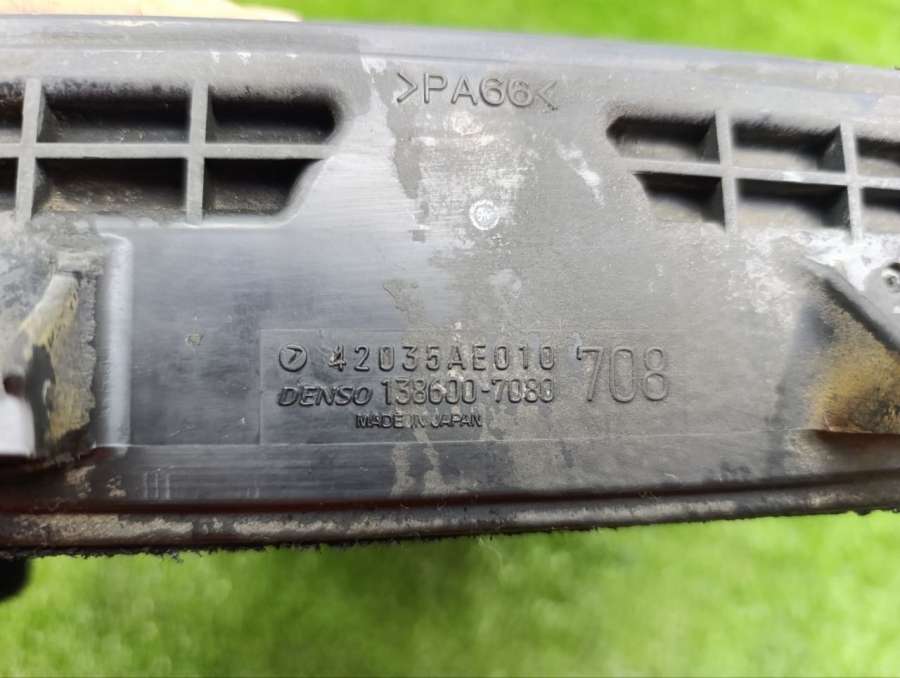 >PA66<
42035AE010 708
DENSO 138600-7080
MADE IN JAPAN